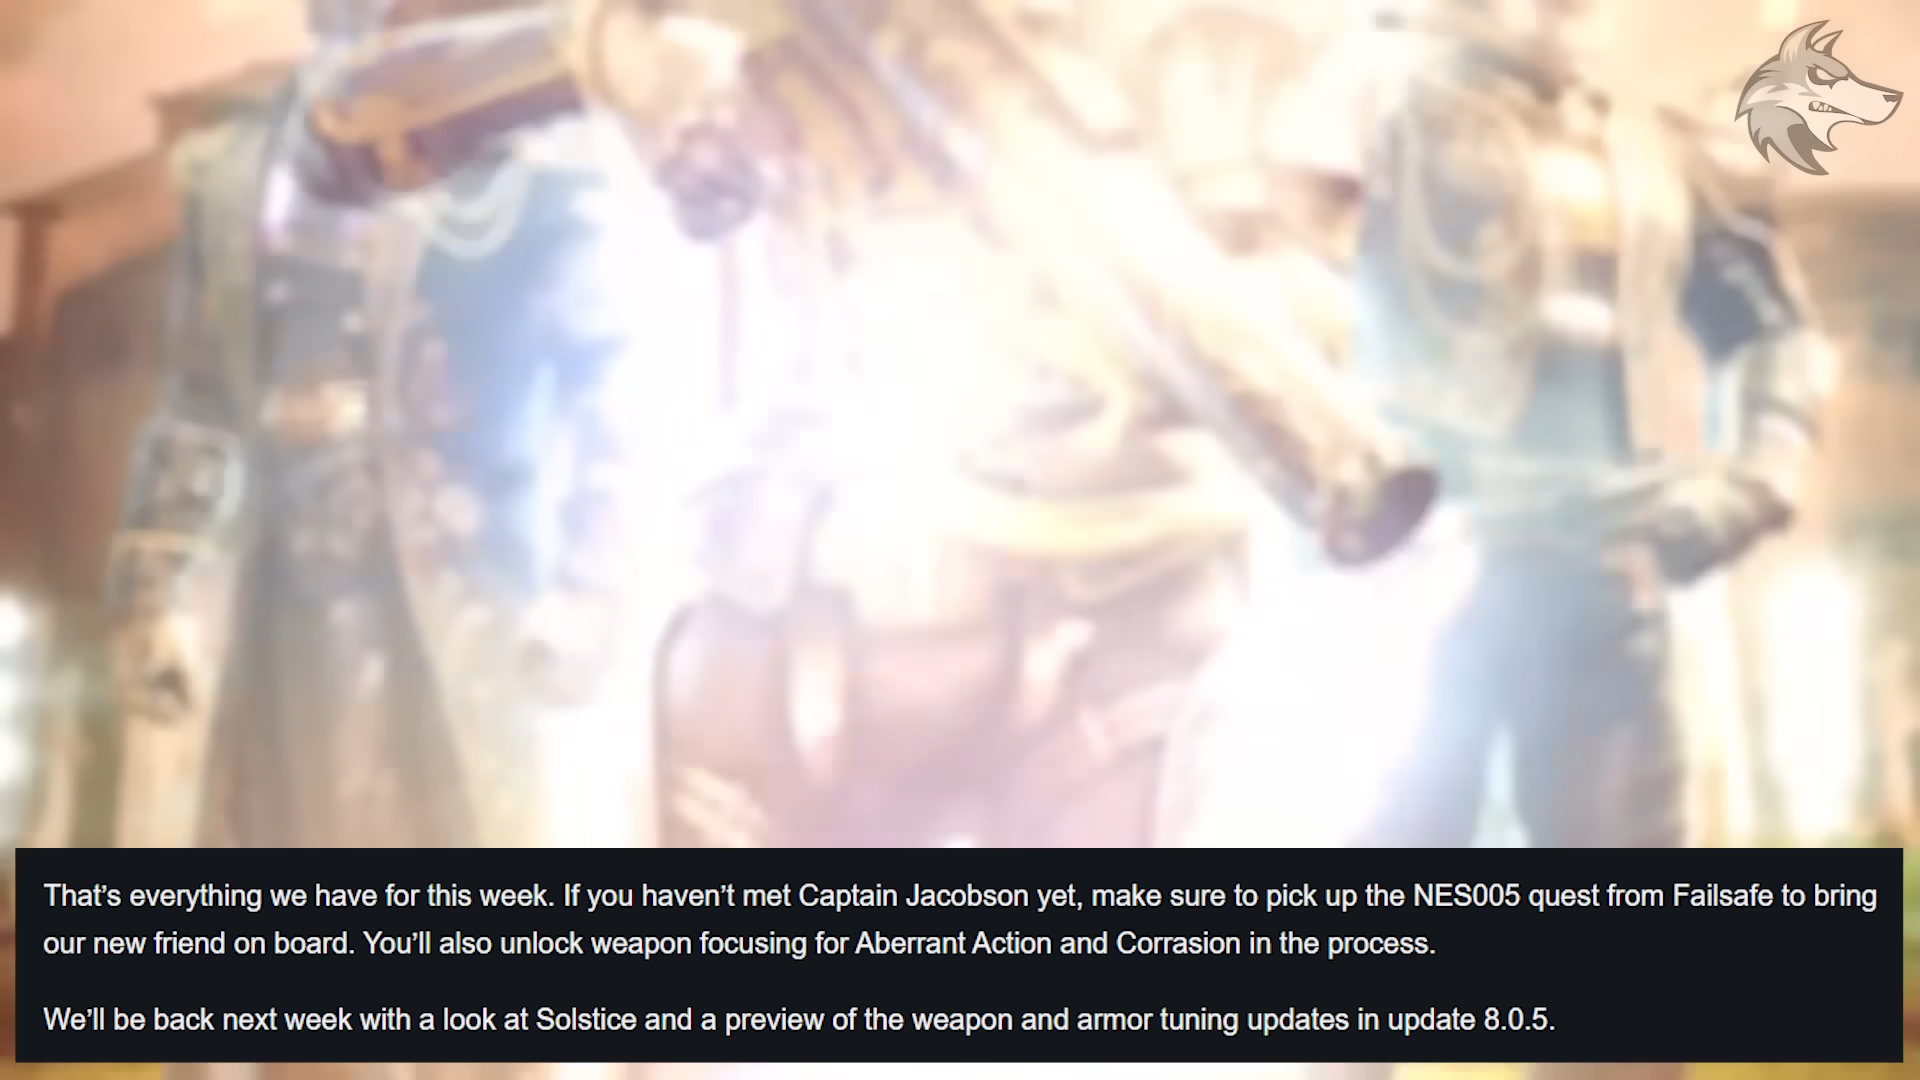 That’s everything we have for this week. If you haven’t met Captain Jacobson yet, make sure to pick up the NES005 quest from Failsafe to bring
our new friend on board. You’ll also unlock weapon focusing for Aberrant Action and Corrasion in the process.
We’ll be back next week with a look at Solstice and a preview of the weapon and armor tuning updates in update 8.0.5.